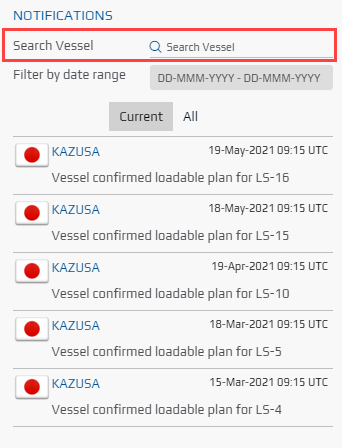 NOTIFICATIONS
Search Vessel Search Vessel
Filter by date range DD-MMM-YYYY - DD-MMM-YYYY
Current All
KAZUSA 19-May-2021 09:15 UTC
Vessel confirmed loadable plan for LS-16
KAZUSA 18-May-2021 09:15 UTC
Vessel confirmed loadable plan for LS-15
KAZUSA 19-Apr-2021 09:15 UTC
Vessel confirmed loadable plan for LS-10
KAZUSA 18-Mar-2021 09:15 UTC
Vessel confirmed loadable plan for LS-5
KAZUSA 15-Mar-2021 09:15 UTC
Vessel confirmed loadable plan for LS-4